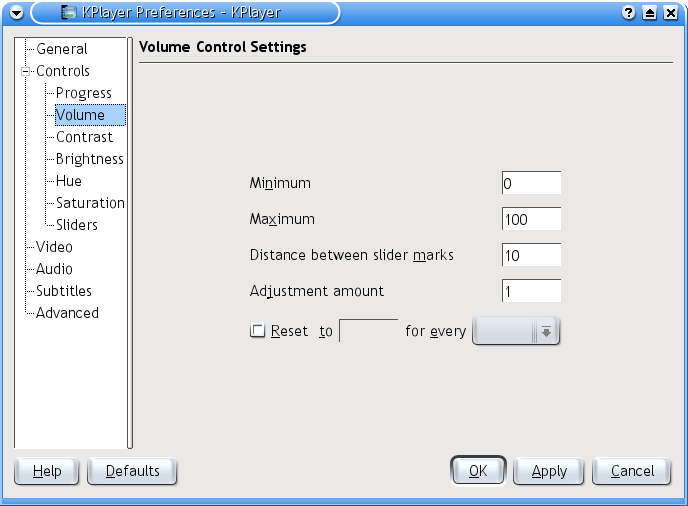 KPlayer Preferences - KPlayer
General
Controls
Progress
Volume
Contrast
Brightness
Hue
Saturation
Sliders
Video
Audio
Subtitles
Advanced
Volume Control Settings
Minimum 0
Maximum 100
Distance between slider marks 10
Adjustment amount 1
Reset to for every
Help Defaults OK Apply Cancel